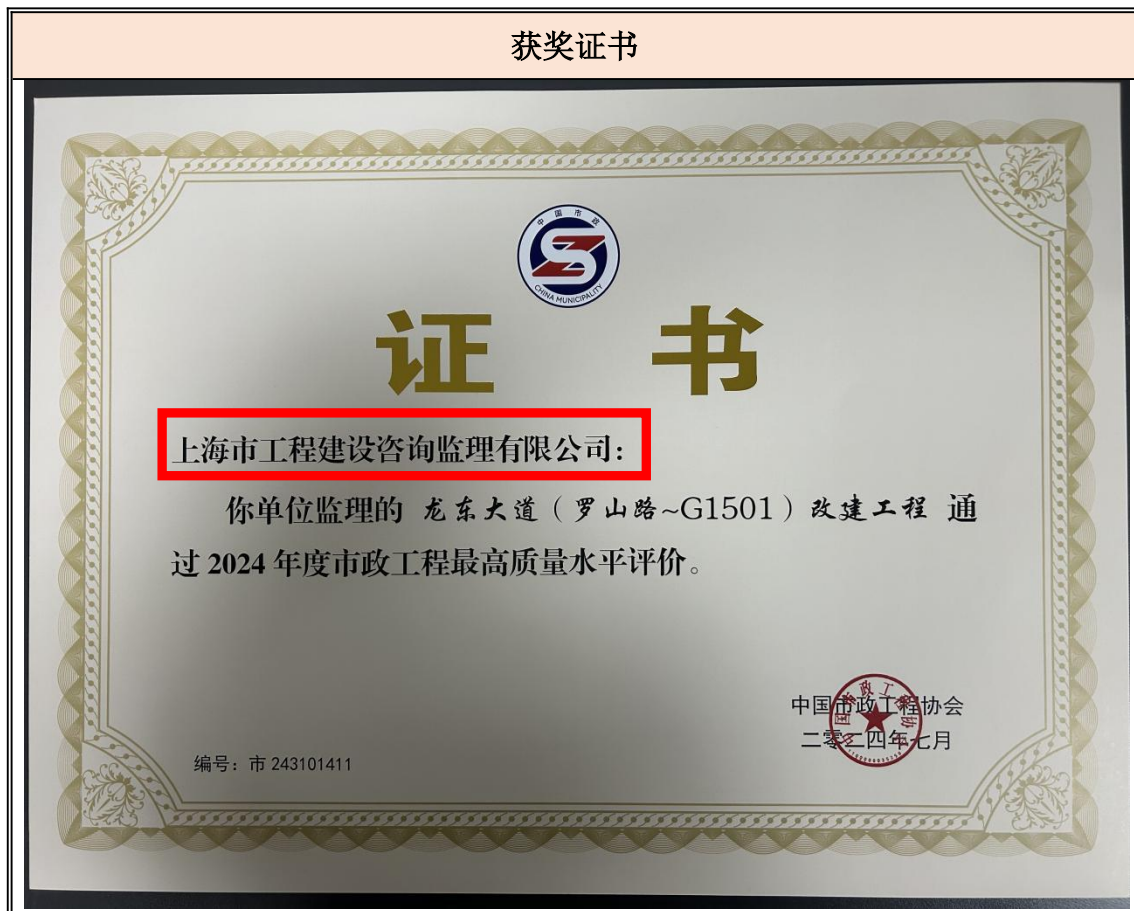 获奖证书
中国市政
CHINA MUNICIPALITY
证 书
上海市工程建设咨询监理有限公司：
你单位监理的 龙东大道（罗山路~G1501）改建工程 通
过 2024 年度市政工程最高质量水平评价。
中国市政工程协会
二零二四年七月
编号：市 243101411